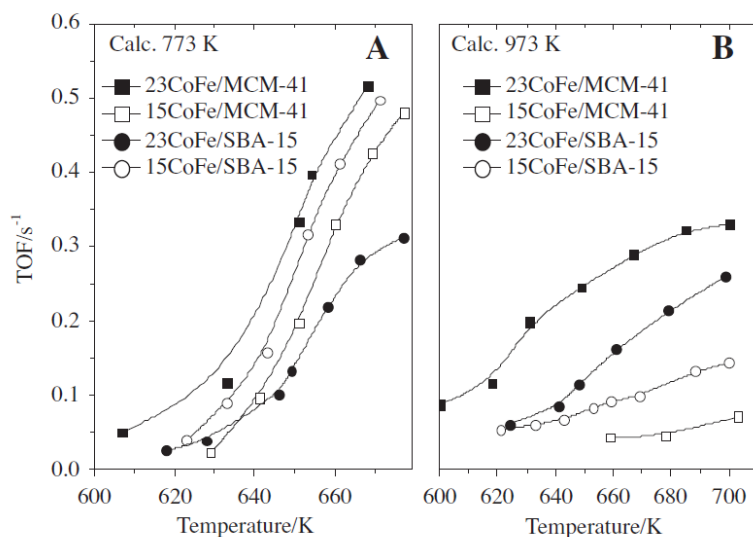 0.6
0.5
0.4
0.3
0.2
0.1
0.0
TOF/s⁻¹
Calc. 773 K
A
23CoFe/MCM-41
15CoFe/MCM-41
23CoFe/SBA-15
15CoFe/SBA-15
600 620 640 660
Temperature/K
Calc. 973 K
B
23CoFe/MCM-41
15CoFe/MCM-41
23CoFe/SBA-15
15CoFe/SBA-15
600 620 640 660 680 700
Temperature/K